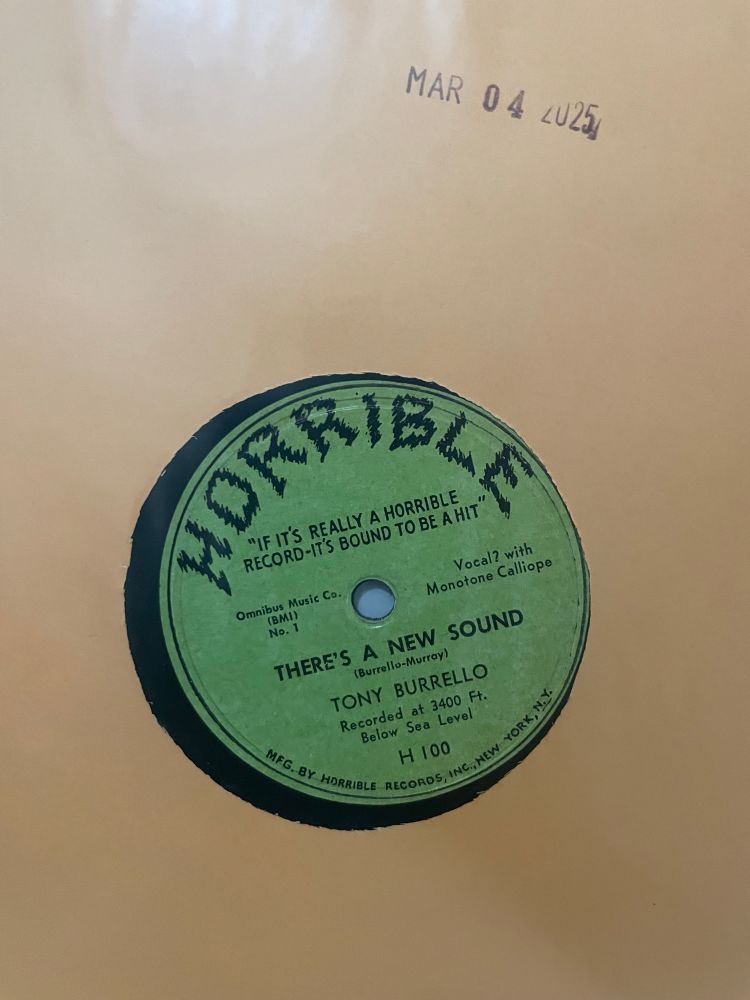 MAR 04 2025
HORRIBLE
"IF IT'S REALLY A HORRIBLE
RECORD-IT'S BOUND TO BE A HIT"
Omnibus Music Co.
(BMI)
No. 1
Vocal? with
Monotone Calliope
THERE'S A NEW SOUND
(Burrello-Murray)
TONY BURRELLO
Recorded at 3400 Ft.
Below Sea Level
H 100
MFG. BY HORRIBLE RECORDS, INC., NEW YORK, N.Y.